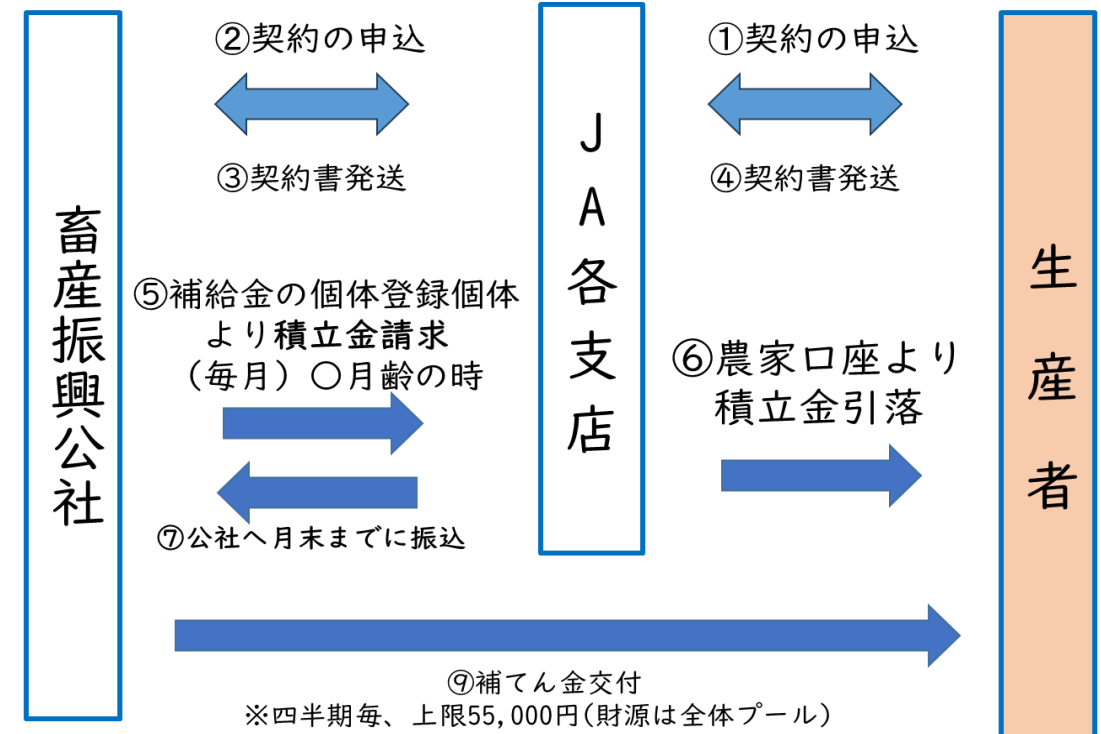 ②契約の申込
①契約の申込
③契約書発送
④契約書発送
畜産振興公社
JA各支店
生産者
⑤補給金の個体登録個体
より積立金請求
（毎月）〇月齢の時
⑥農家口座より
積立金引落
⑦公社へ月末までに振込
⑨補てん金交付
※四半期毎、上限55,000円(財源は全体プール)